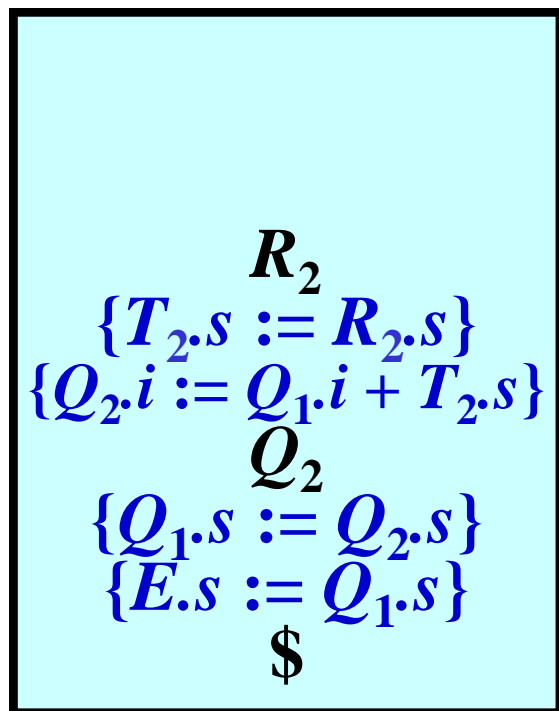 R₂
{T₂.s := R₂.s}
{Q₂.i := Q₁.i + T₂.s}
Q₂
{Q₁.s := Q₂.s}
{E.s := Q₁.s}
$